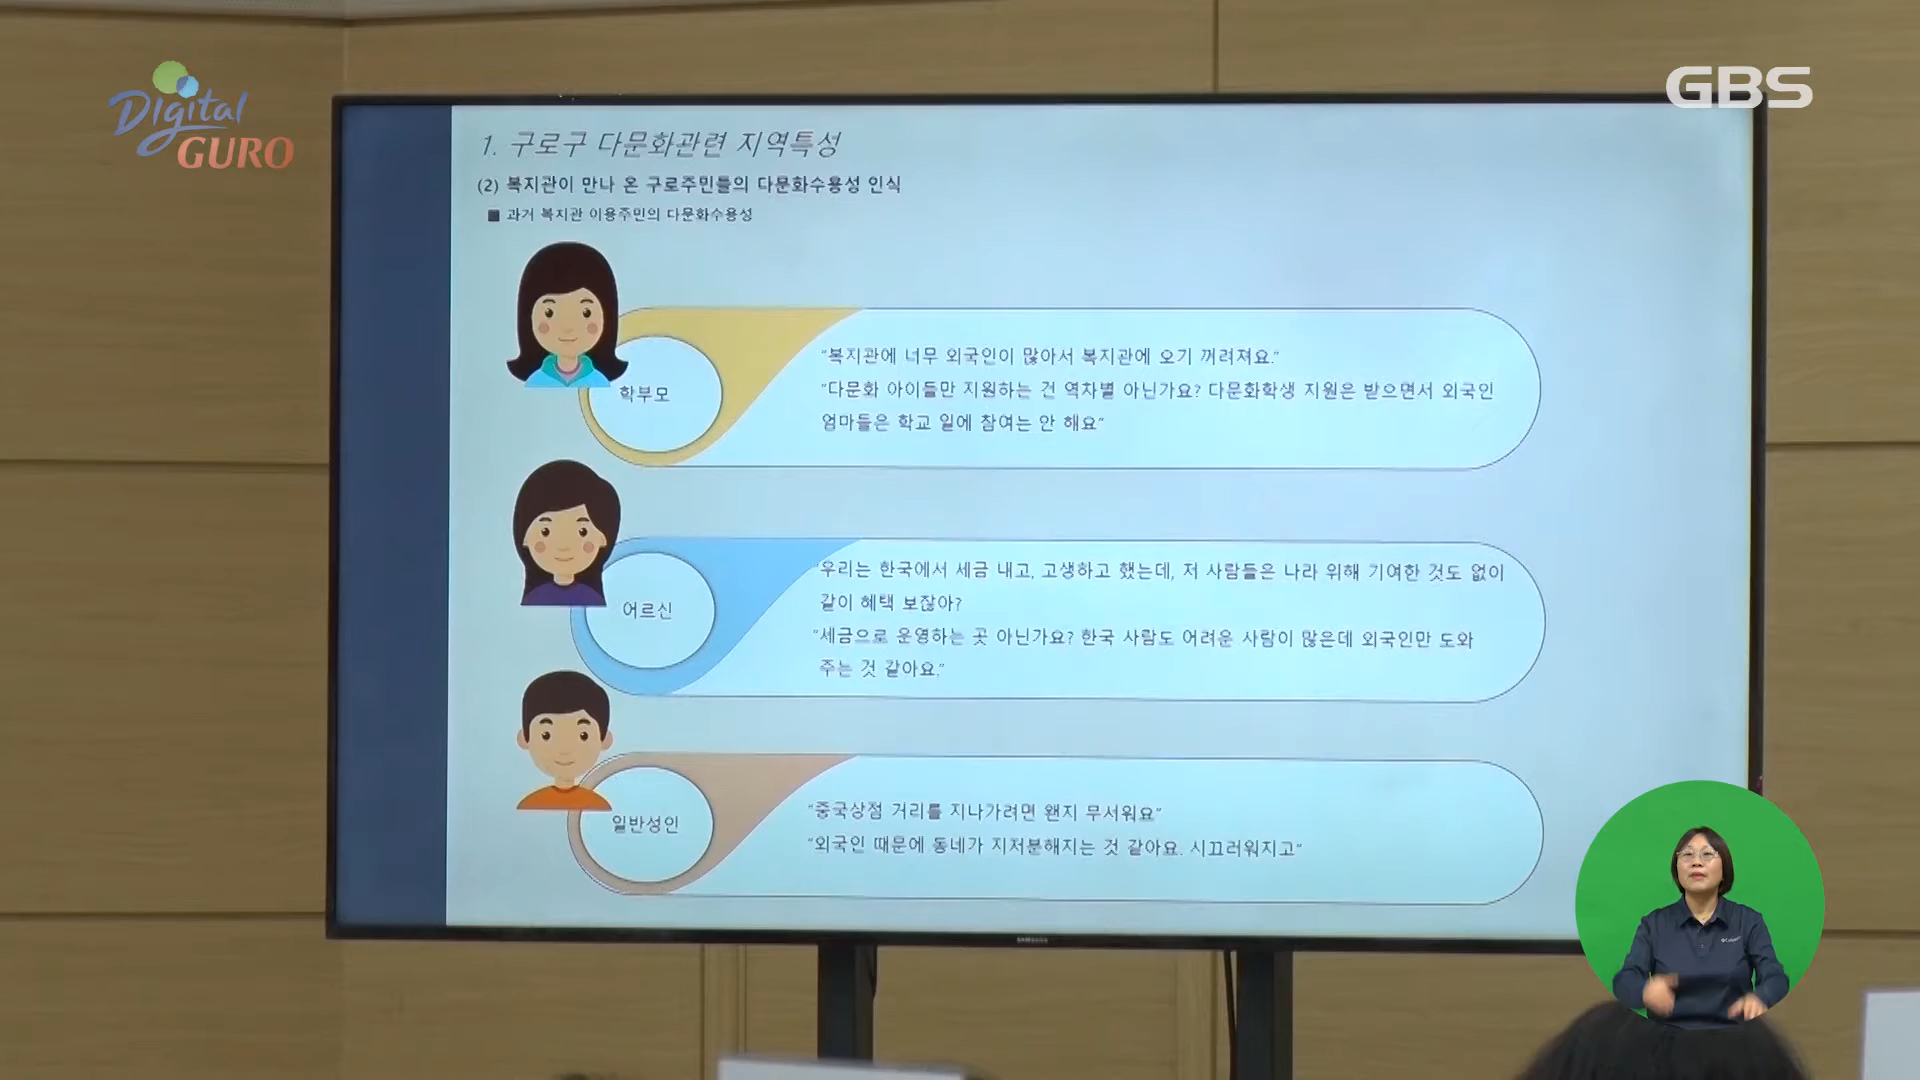 Digital
GURO
GBS
1. 구로구 다문화관련 지역특성
(2) 복지관이 만나 온 구로주민들의 다문화수용성 인식
■ 과거 복지관 이용주민의 다문화수용성
학부모
"복지관에 너무 외국인이 많아서 복지관에 오기 꺼려져요."
"다문화 아이들만 지원하는 건 역차별 아닌가요? 다문화학생 지원은 받으면서 외국인
엄마들은 학교 일에 참여는 안 해요"
어르신
"우리는 한국에서 세금 내고, 고생하고 했는데, 저 사람들은 나라 위해 기여한 것도 없이
같이 혜택 보잖아?
"세금으로 운영하는 곳 아닌가요? 한국 사람도 어려운 사람이 많은데 외국인만 도와
주는 것 같아요."
일반성인
"중국상점 거리를 지나가려면 왠지 무서워요"
"외국인 때문에 동네가 지저분해지는 것 같아요. 시끄러워지고"
SAMSUNG